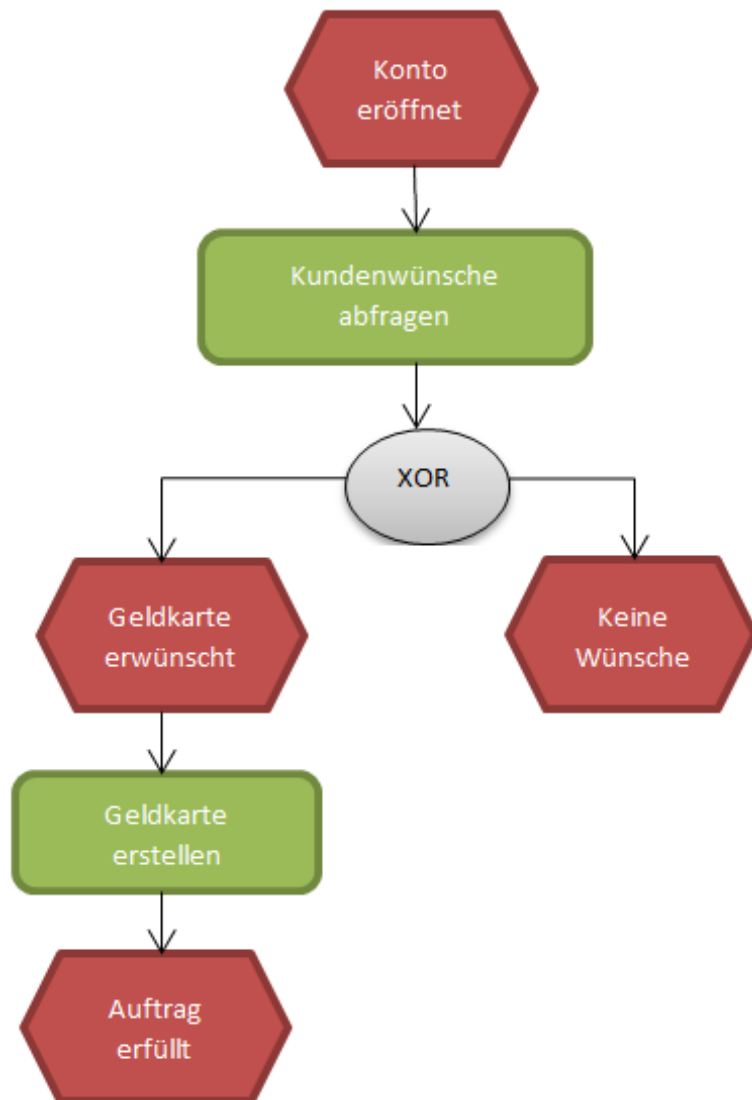 Konto
eröffnet
Kundenwünsche
abfragen
XOR
Geldkarte
erwünscht
Keine
Wünsche
Geldkarte
erstellen
Auftrag
erfüllt